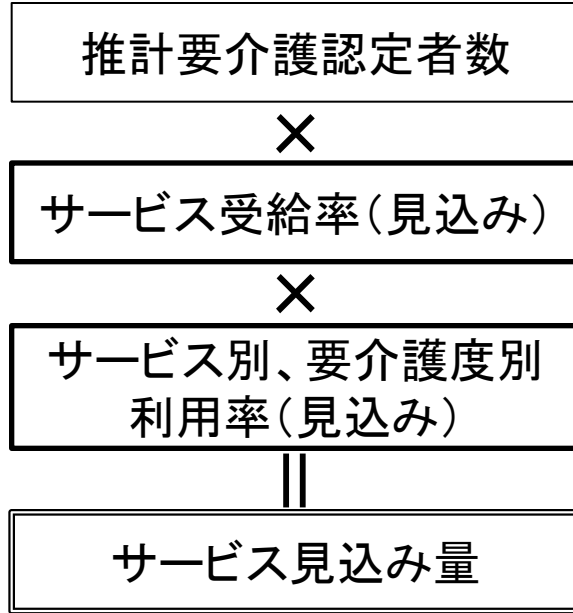 推計要介護認定者数
×
サービス受給率(見込み)
×
サービス別、要介護度別
利用率(見込み)
||
サービス見込み量